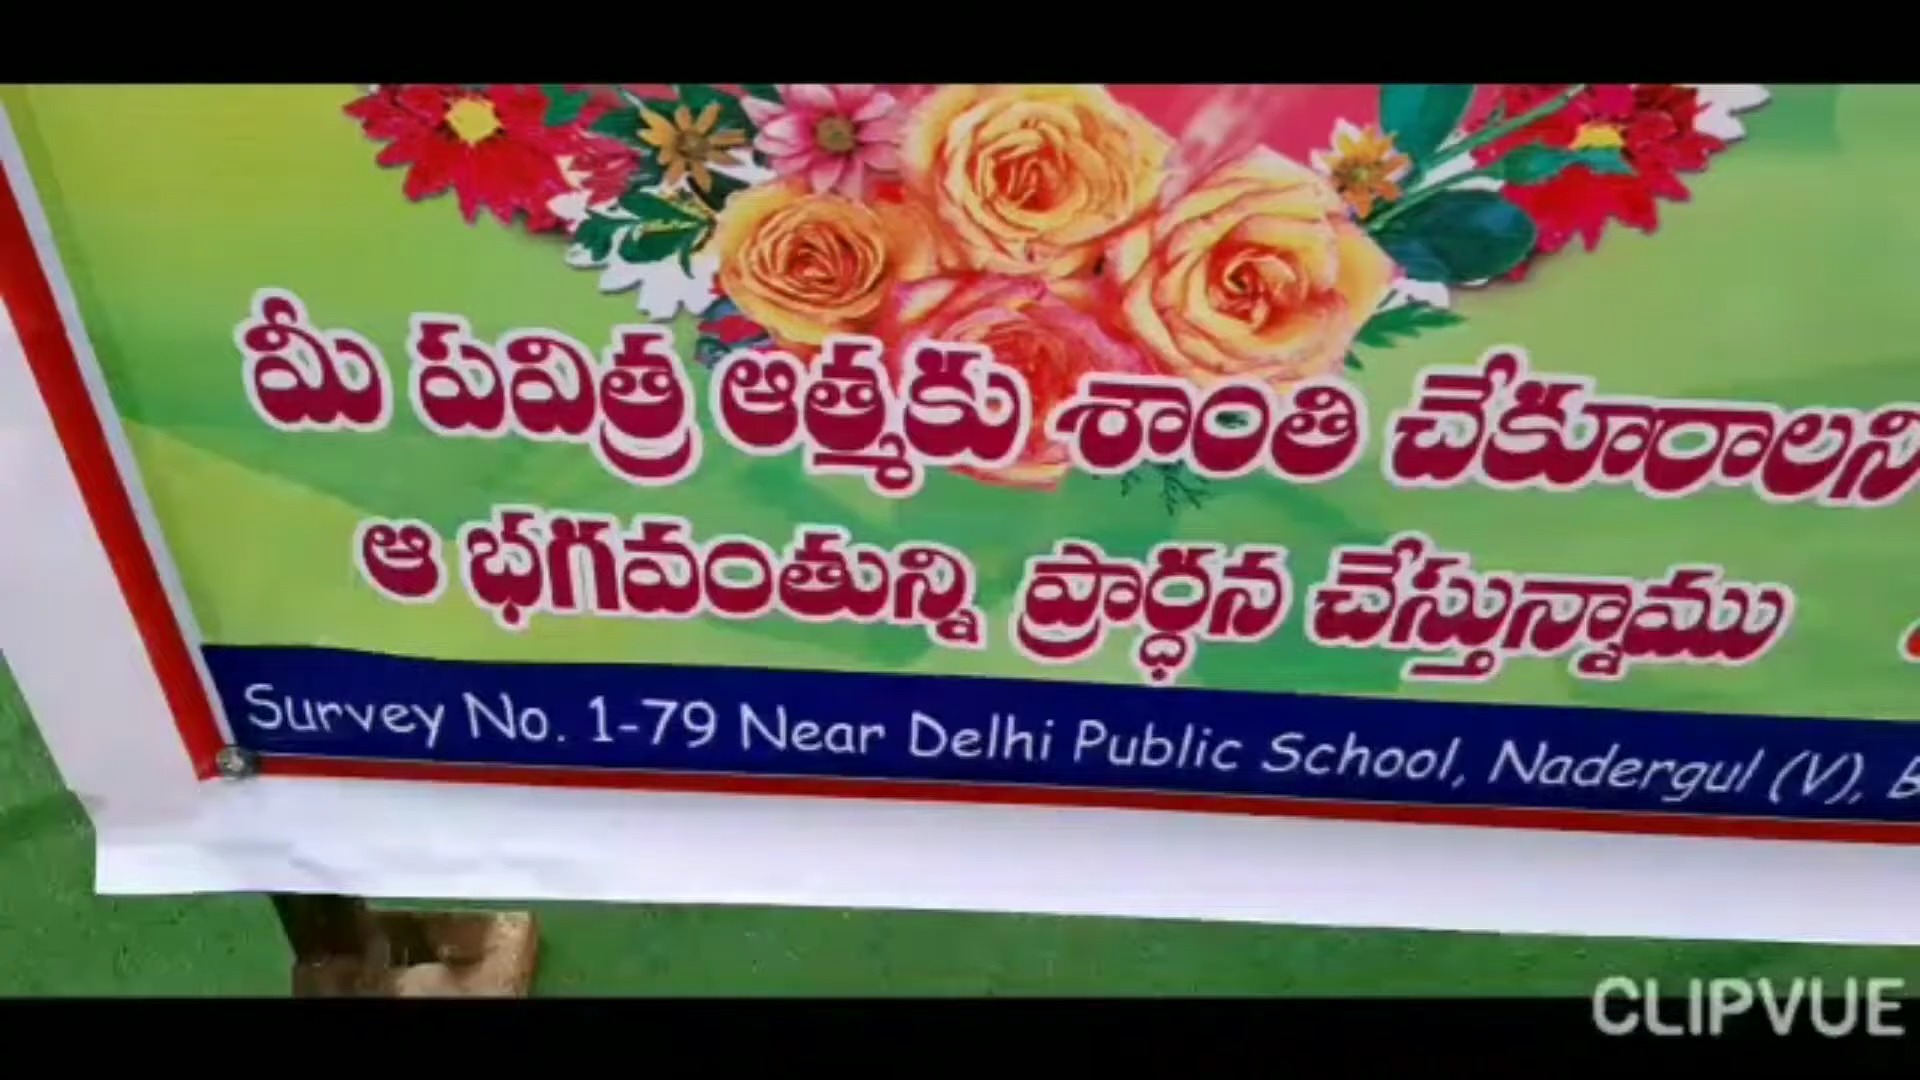 మీ పవిత్ర ఆత్మకు శాంతి చేకూరాలని
ఆ భగవంతున్ని ప్రార్ధన చేస్తున్నాము
Survey No. 1-79 Near Delhi Public School, Nadergul (V),
CLIPVUE